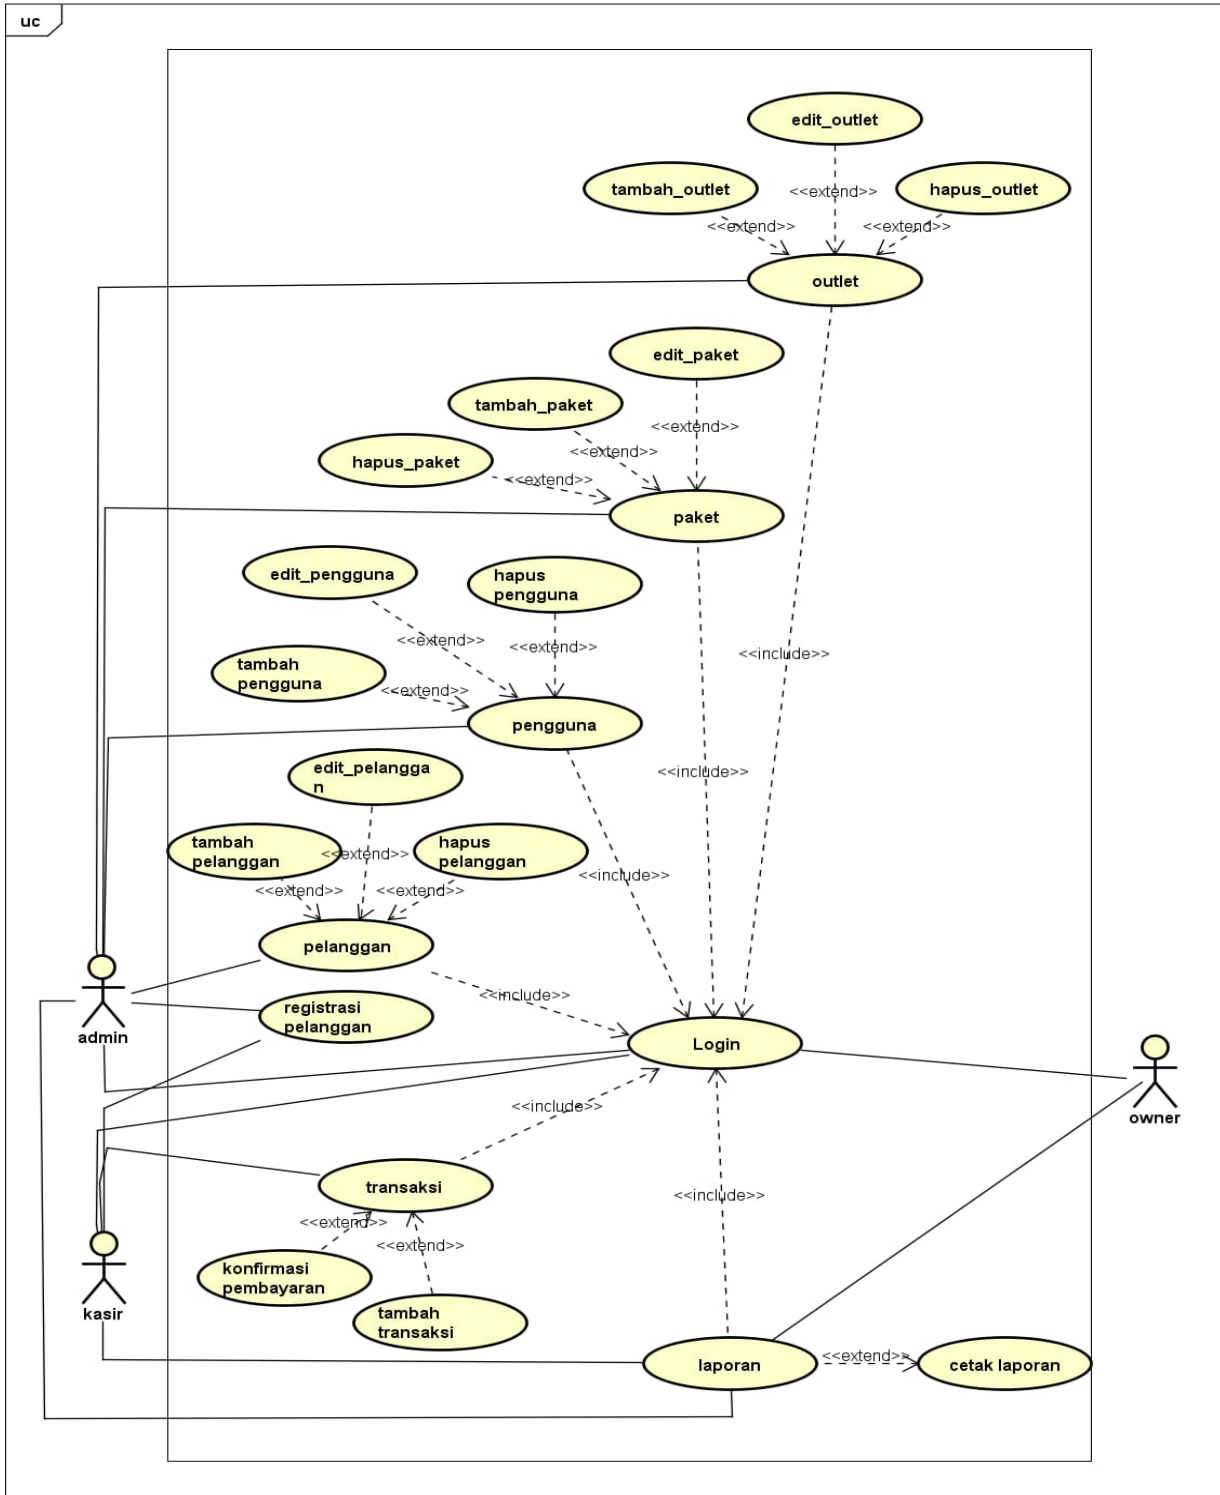 uc
edit_outlet
tambah_outlet
<<extend>>
hapus_outlet
<<extend>>
<<extend>>
outlet
edit_paket
tambah_paket
<<extend>>
hapus_paket
<<extend>>
<<extend>>
paket
edit_pengguna
hapus
pengguna
<<extend>>
<<extend>>
<<include>>
tambah
pengguna
<<extend>>
pengguna
edit_pelangga
n
<<include>>
tambah
pelanggan
<<extend>>
hapus
pelanggan
<<include>>
<<extend>>
<<extend>>
pelanggan
<<include>>
registrasi
pelanggan
admin
Login
<<include>>
owner
transaksi
<<include>>
<<extend>>
<<extend>>
konfirmasi
pembayaran
kasir
tambah
transaksi
laporan
<<extend>>
cetak laporan